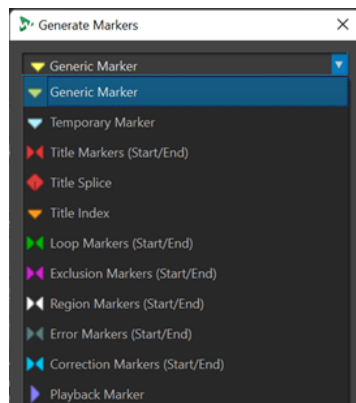 Generate Markers
Generic Marker
Generic Marker
Temporary Marker
Title Markers (Start/End)
Title Splice
Title Index
Loop Markers (Start/End)
Exclusion Markers (Start/End)
Region Markers (Start/End)
Error Markers (Start/End)
Correction Markers (Start/End)
Playback Marker